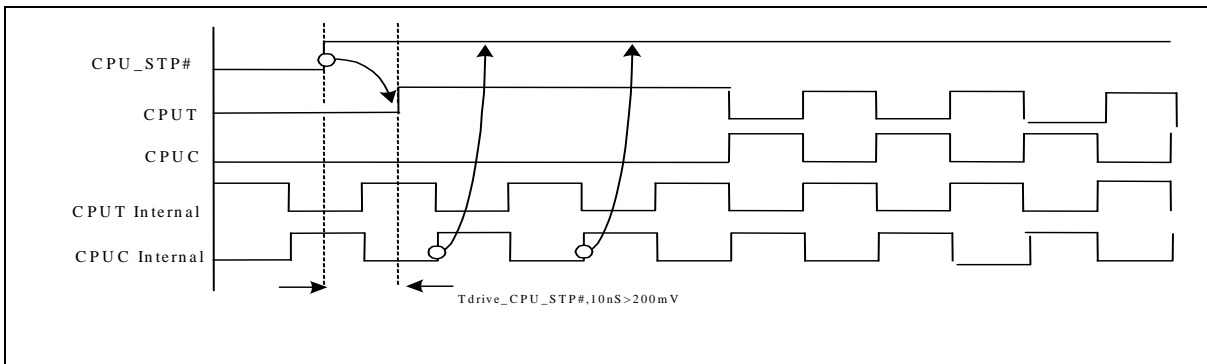 CPU_STP#
CPUT
CPUC
CPUT Internal
CPUC Internal
Tdrive_CPU_STP#,10nS>200mV